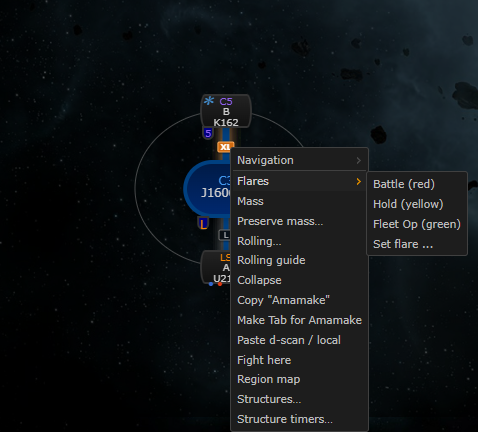 C5
B
K162
5
XL
C3
J160
L
L
LS
A
U21
Navigation
Flares
Mass
Preserve mass...
Rolling...
Rolling guide
Collapse
Copy "Amamake"
Make Tab for Amamake
Paste d-scan / local
Fight here
Region map
Structures...
Structure timers...
Battle (red)
Hold (yellow)
Fleet Op (green)
Set flare ...